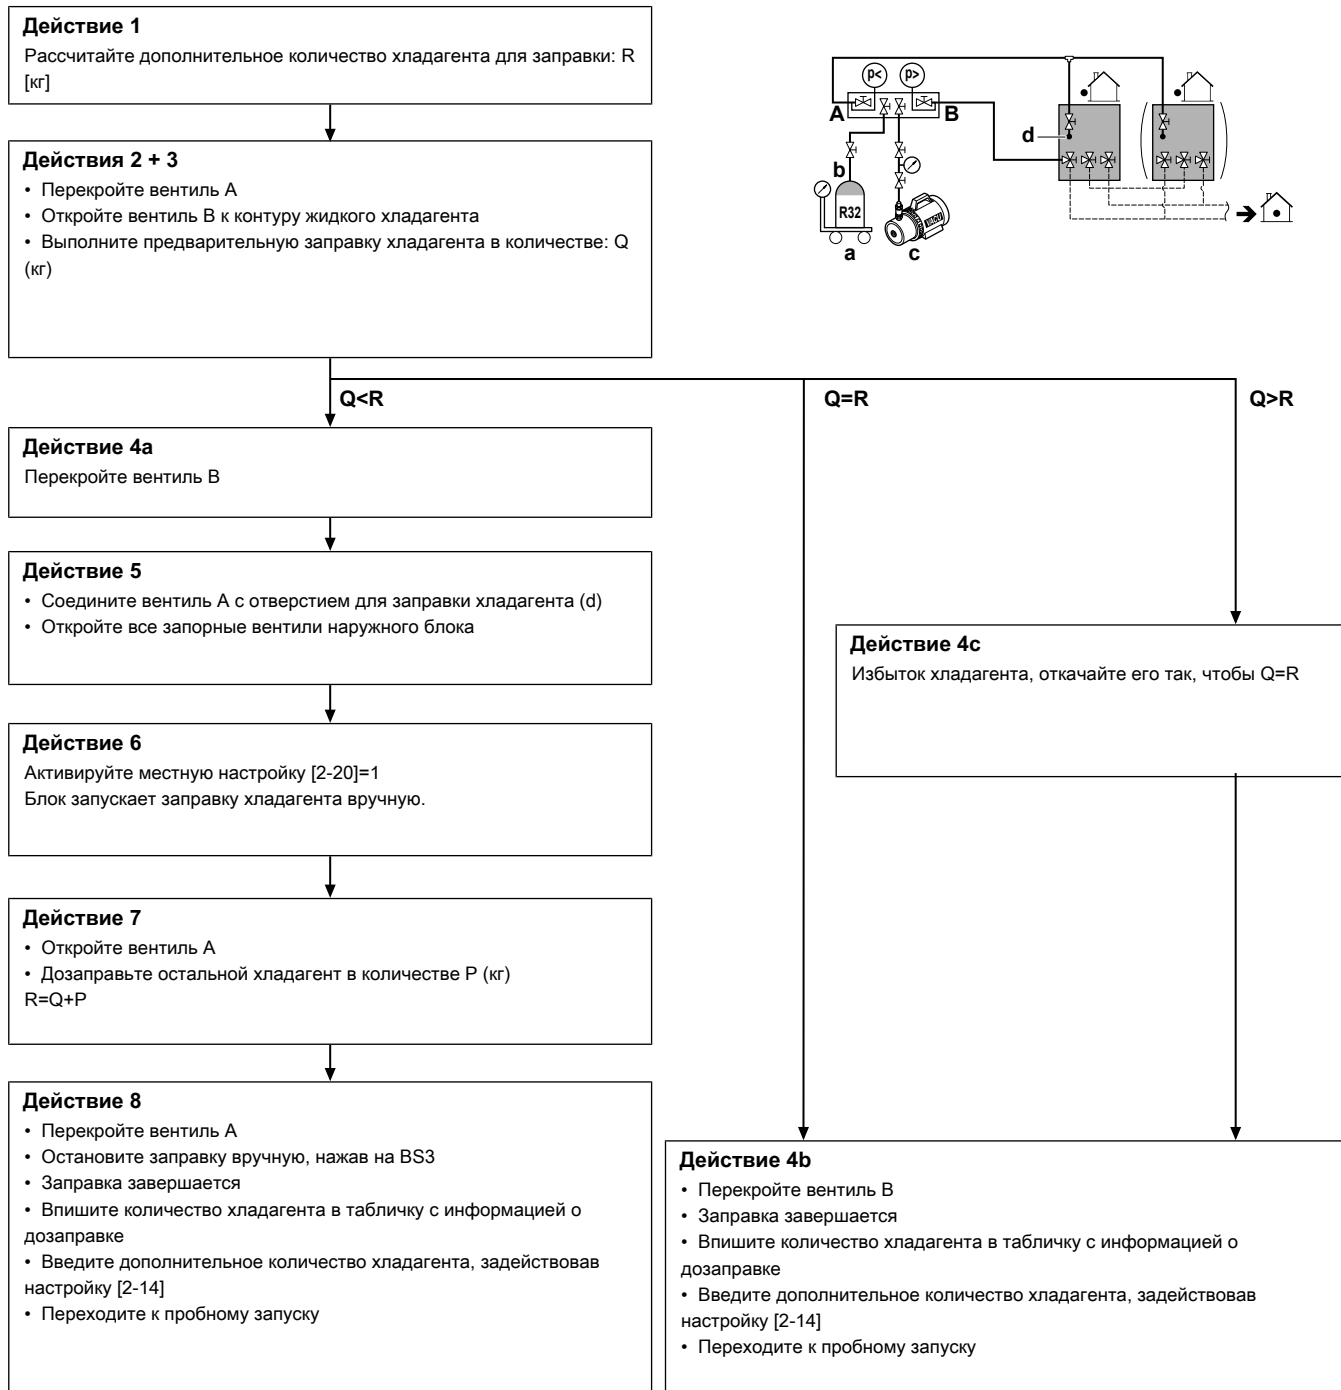 Действие 1
Рассчитайте дополнительное количество хладагента для заправки: R
[кг]
p<
p>
A
B
d
b
R32
a
c
Действия 2 + 3
• Перекройте вентиль A
• Откройте вентиль B к контуру жидкого хладагента
• Выполните предварительную заправку хладагента в количестве: Q
(кг)
Q<R
Q=R
Q>R
Действие 4a
Перекройте вентиль B
Действие 5
• Соедините вентиль A с отверстием для заправки хладагента (d)
• Откройте все запорные вентили наружного блока
Действие 4c
Избыток хладагента, откачайте его так, чтобы Q=R
Действие 6
Активируйте местную настройку [2-20]=1
Блок запускает заправку хладагента вручную.
Действие 7
• Откройте вентиль A
• Дозаправьте остальной хладагент в количестве P (кг)
R=Q+P
Действие 8
• Перекройте вентиль A
• Остановите заправку вручную, нажав на BS3
• Заправка завершается
• Впишите количество хладагента в табличку с информацией о
дозаправке
• Введите дополнительное количество хладагента, задействовав
настройку [2-14]
• Переходите к пробному запуску
Действие 4b
• Перекройте вентиль B
• Заправка завершается
• Впишите количество хладагента в табличку с информацией о
дозаправке
• Введите дополнительное количество хладагента, задействовав
настройку [2-14]
• Переходите к пробному запуску